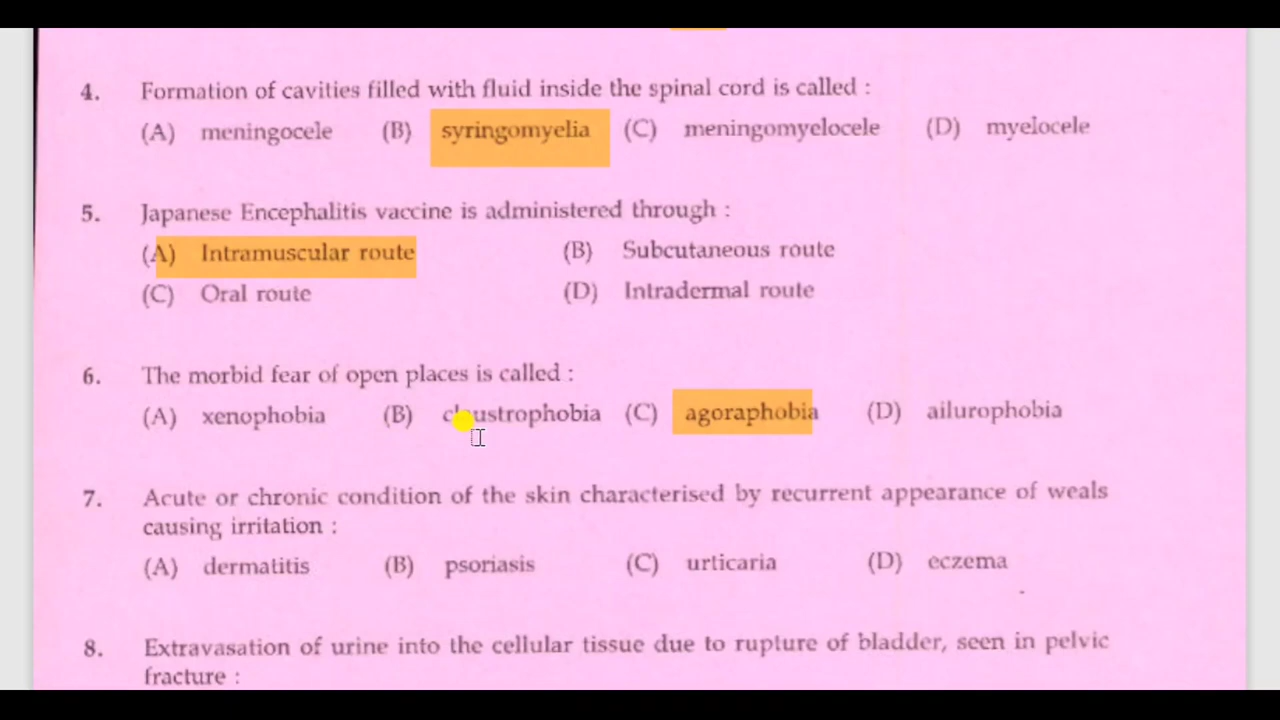 4. Formation of cavities filled with fluid inside the spinal cord is called :
(A) meningocele (B) syringomyelia (C) meningomyelocele (D) myelocele
5. Japanese Encephalitis vaccine is administered through :
(A) Intramuscular route (B) Subcutaneous route
(C) Oral route (D) Intradermal route
6. The morbid fear of open places is called :
(A) xenophobia (B) claustrophobia (C) agoraphobia (D) ailurophobia
7. Acute or chronic condition of the skin characterised by recurrent appearance of weals
causing irritation :
(A) dermatitis (B) psoriasis (C) urticaria (D) eczema
8. Extravasation of urine into the cellular tissue due to rupture of bladder, seen in pelvic
fracture :